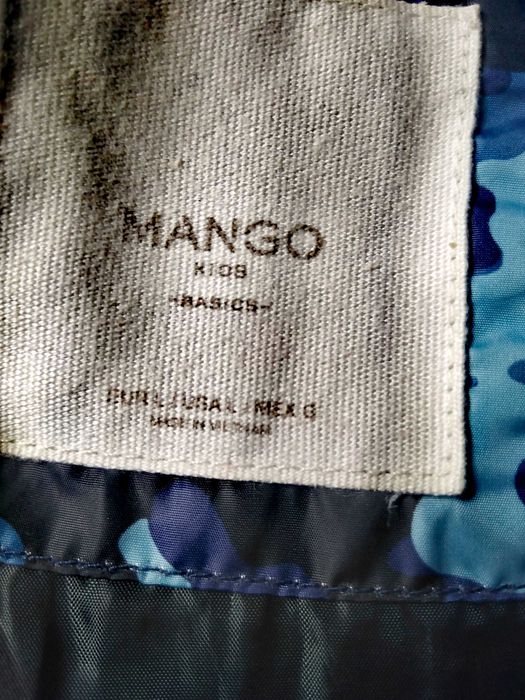 MANGO
KIDS
-BASICS-
EUR L / USA L / MEX G
MADE IN VIETNAM